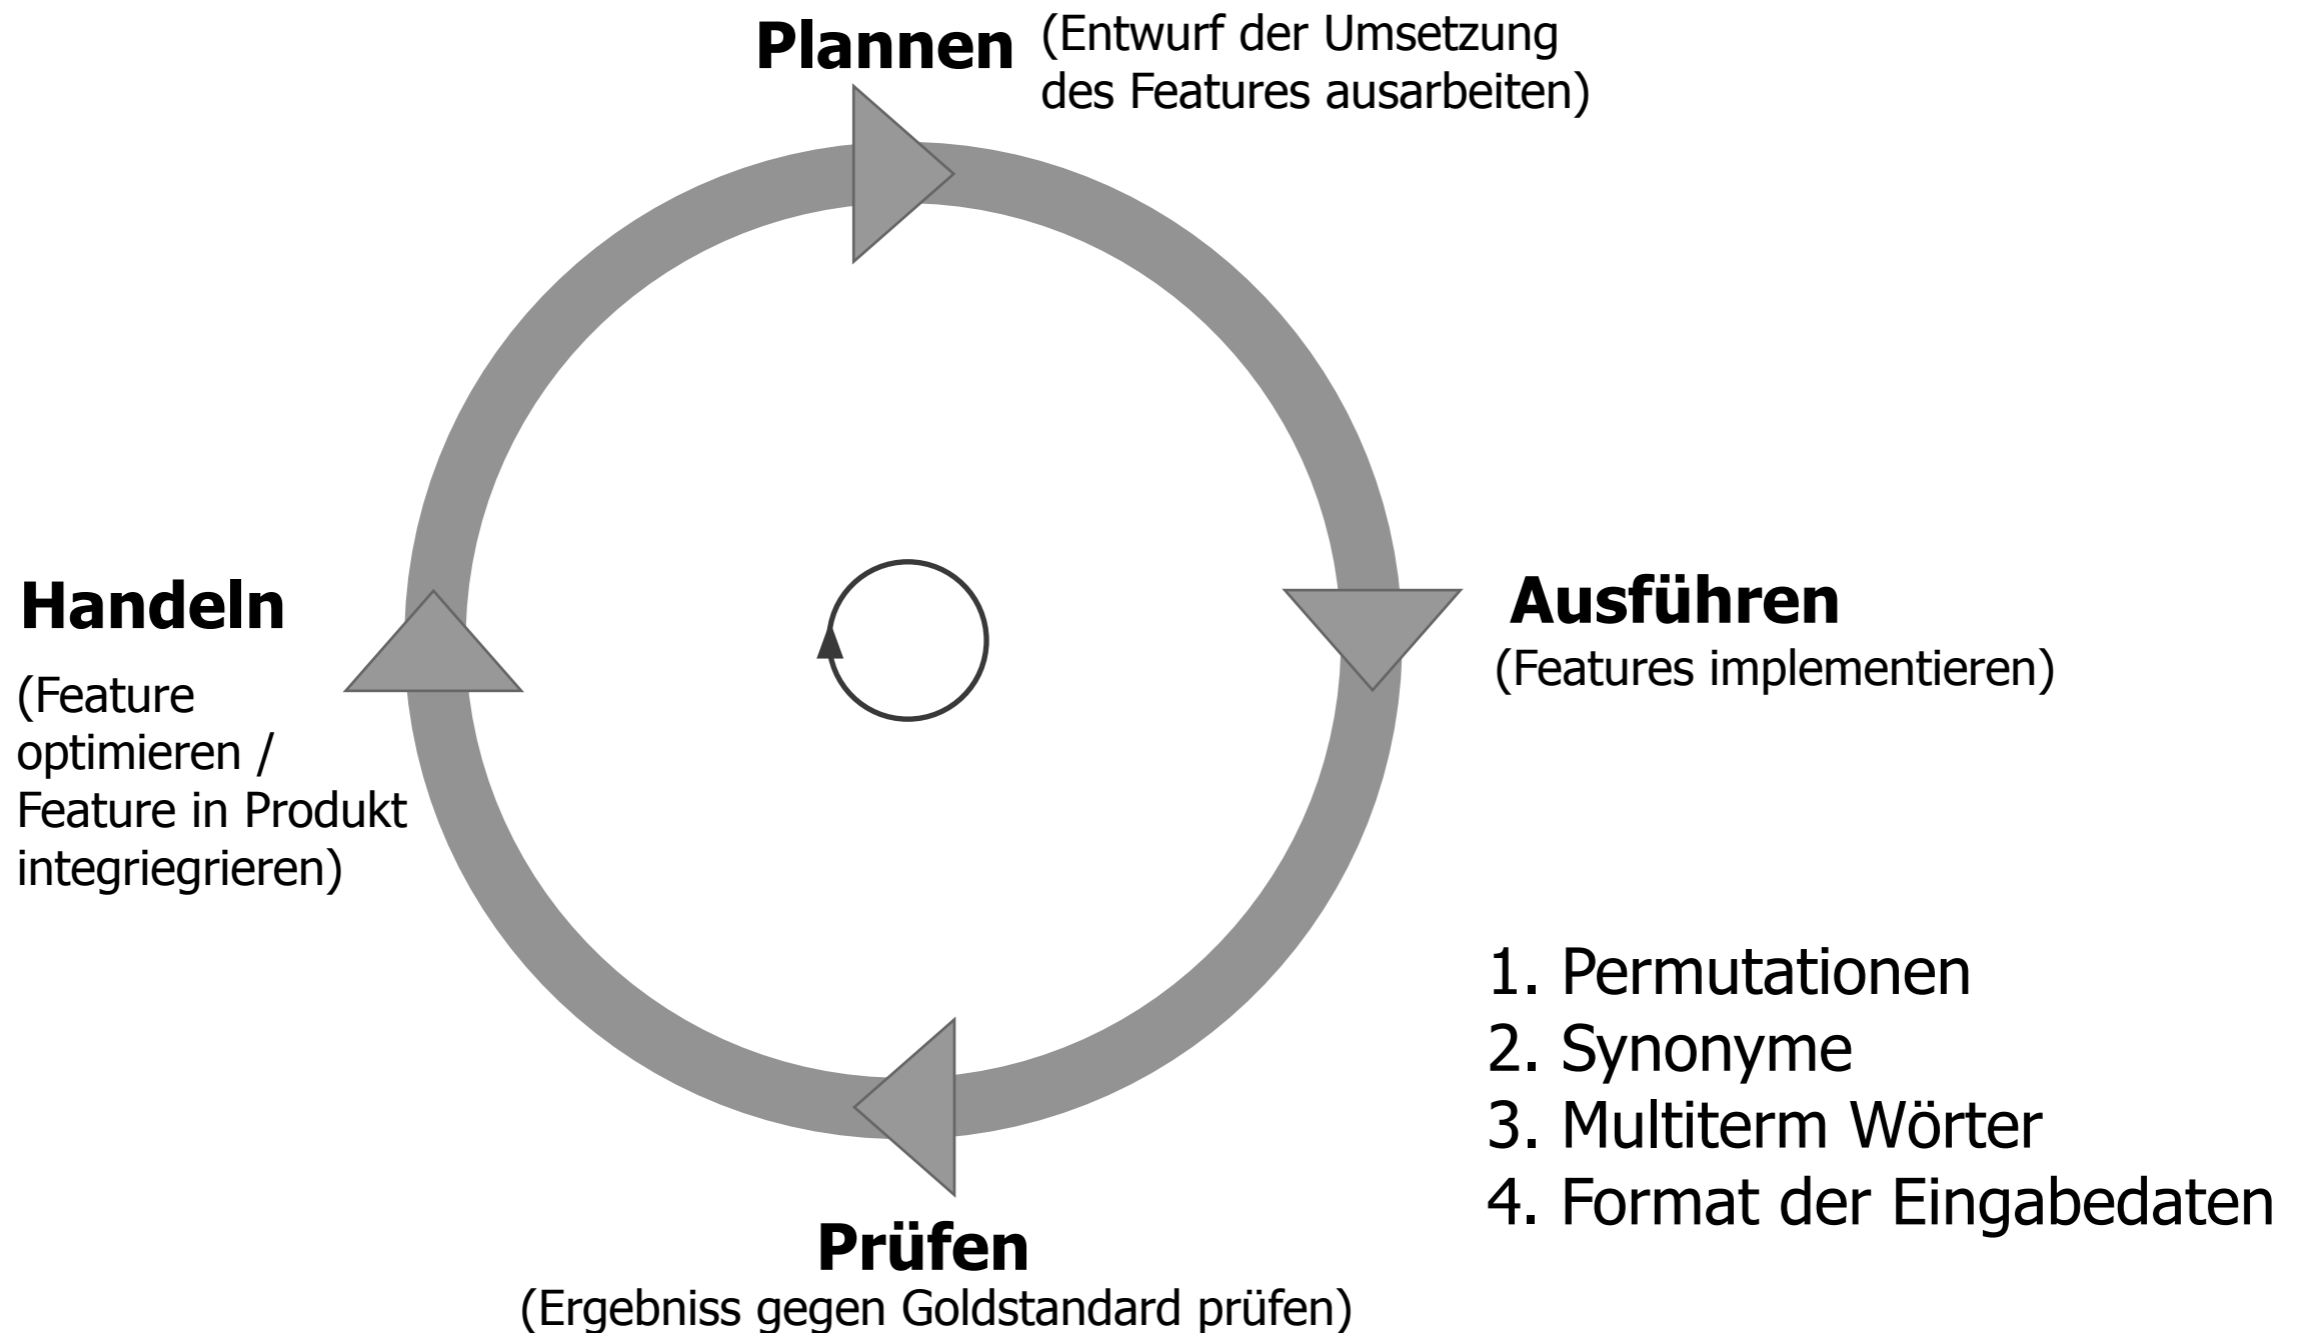 Plannen
(Entwurf der Umsetzung
des Features ausarbeiten)
Handeln
(Feature
optimieren /
Feature in Produkt
integriegrieren)
Ausführen
(Features implementieren)
1. Permutationen
2. Synonyme
3. Multiterm Wörter
4. Format der Eingabedaten
Prüfen
(Ergebniss gegen Goldstandard prüfen)